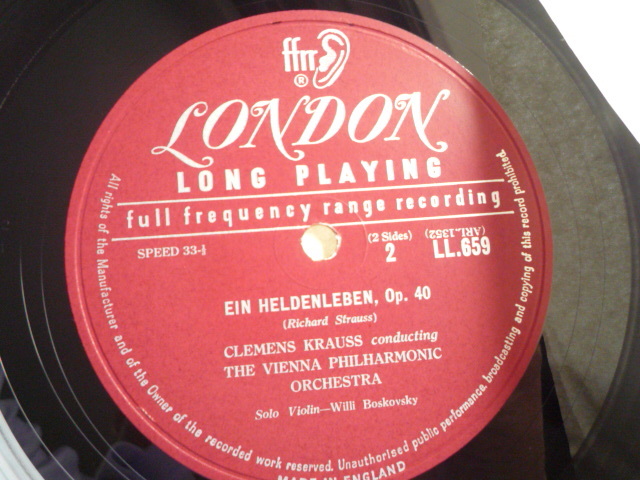 ffrr
®
LONDON
LONG PLAYING
full frequency range recording
SPEED 33-⅓
(2 Sides)
2
(ARL.1352)
LL.659
EIN HELDENLEBEN, Op. 40
(Richard Strauss)
CLEMENS KRAUSS conducting
THE VIENNA PHILHARMONIC
ORCHESTRA
Solo Violin—Willi Boskovsky
All rights of the Manufacturer and of the Owner of the recorded work reserved. Unauthorised public performance, broadcasting and copying of this record prohibited.
MADE IN ENGLAND